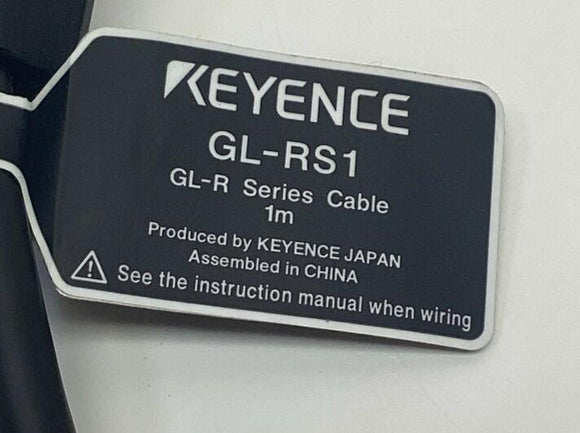 KEYENCE
GL-RS1
GL-R Series Cable
1m
Produced by KEYENCE JAPAN
Assembled in CHINA
See the instruction manual when wiring